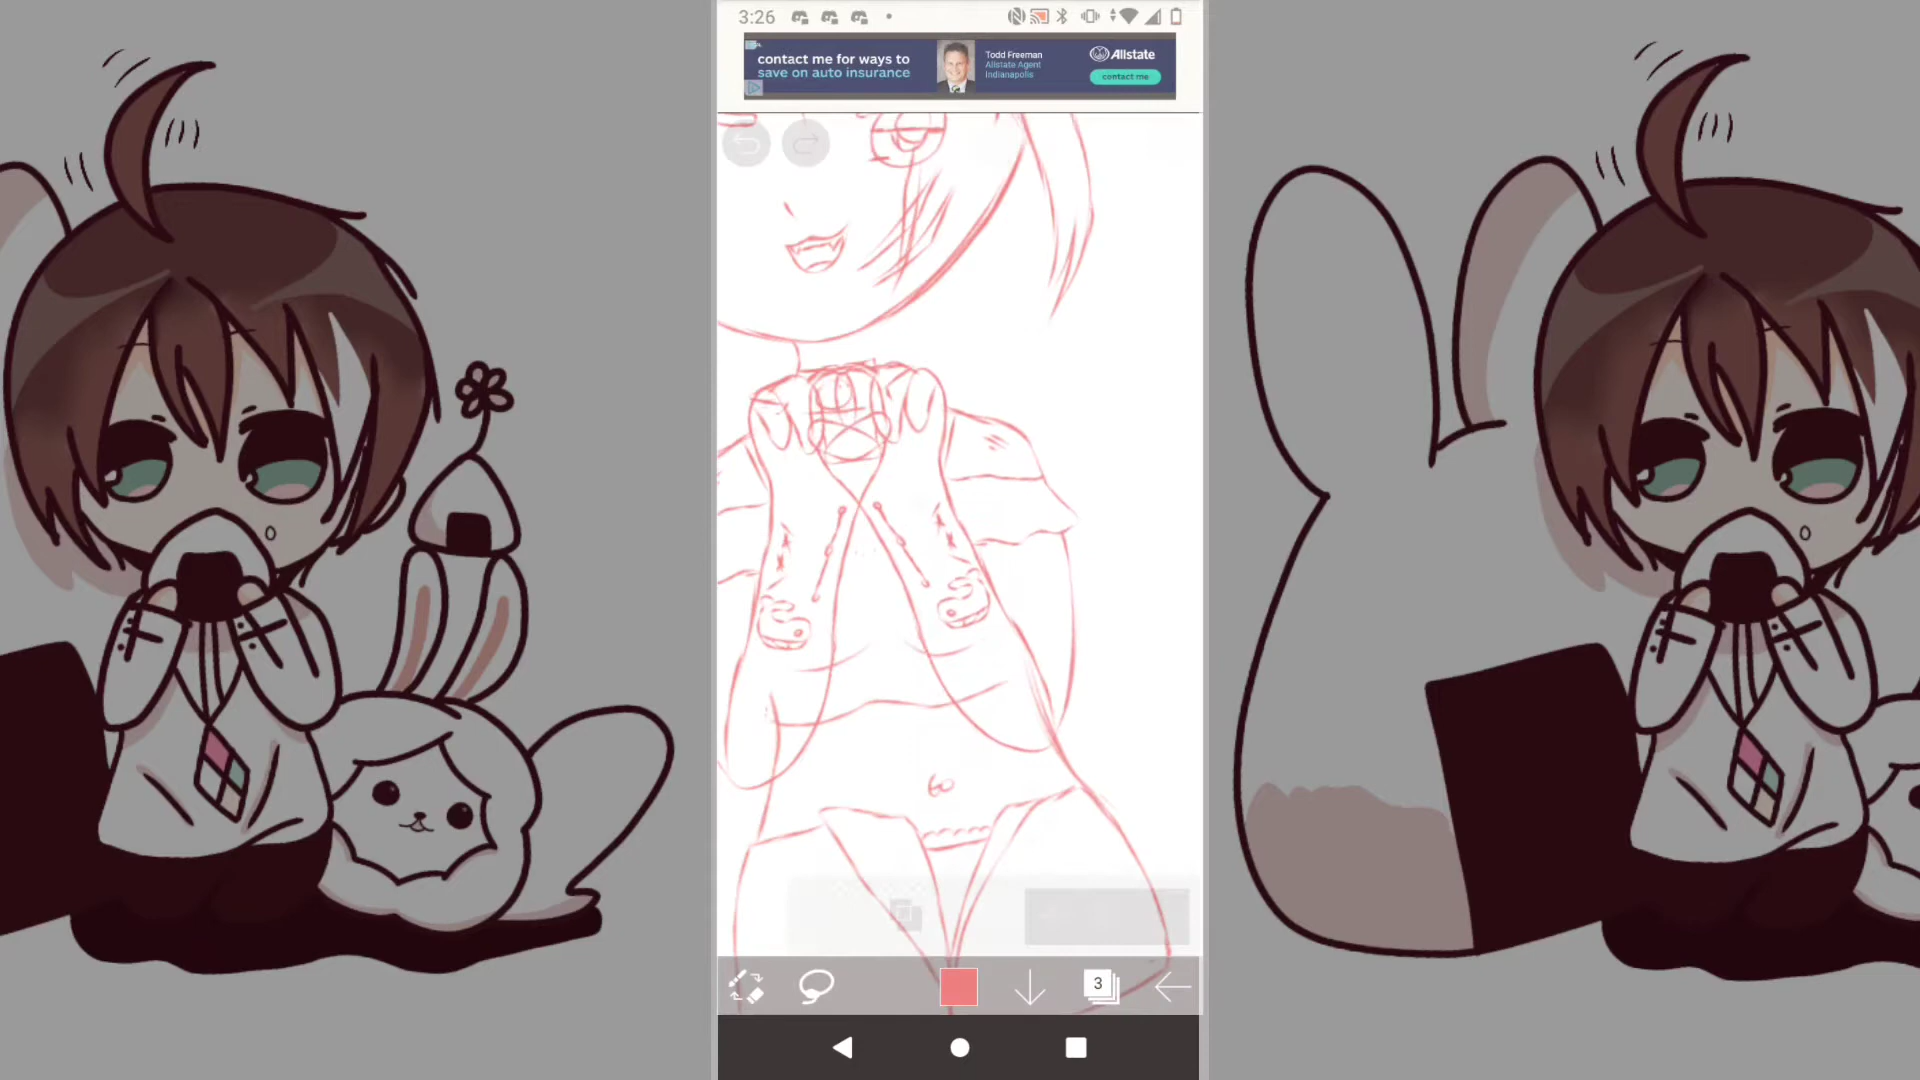 3:26
contact me for ways to
save on auto insurance
Todd Freeman
Allstate Agent
Indianapolis
Allstate
contact me
3